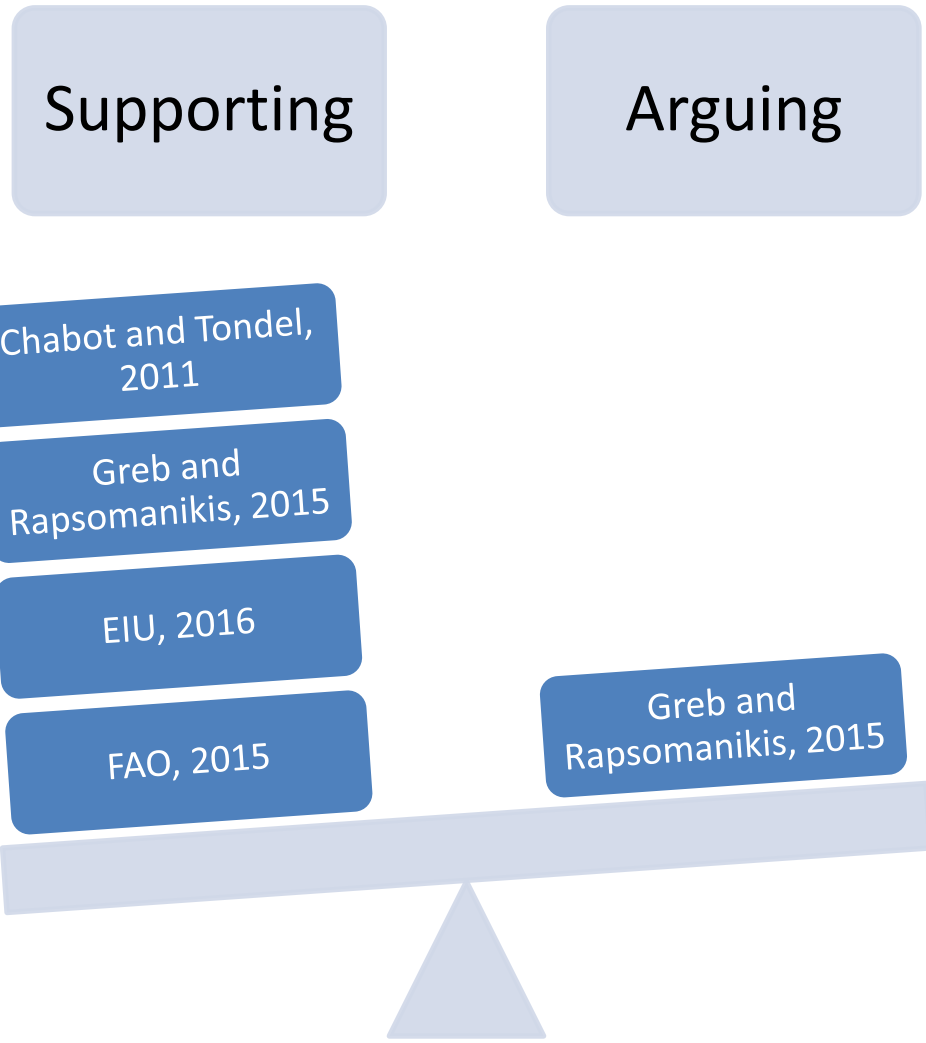 Supporting
Arguing
Chabot and Tondel,
2011
Greb and
Rapsomanikis, 2015
EIU, 2016
FAO, 2015
Greb and
Rapsomanikis, 2015